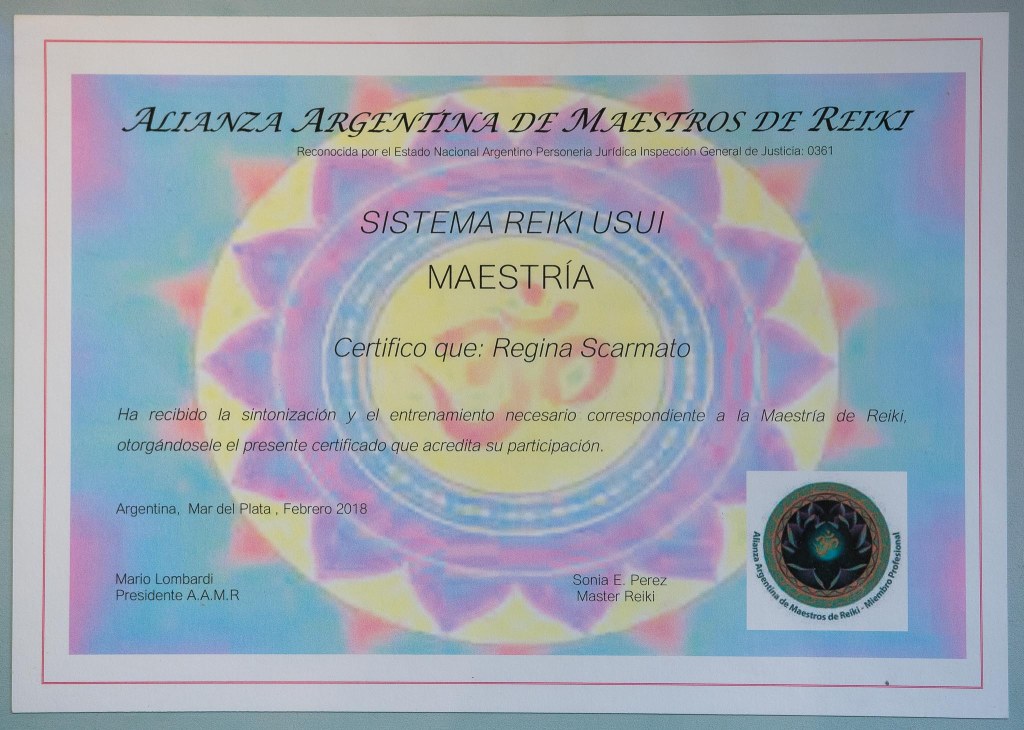 ALIANZA ARGENTINA DE MAESTROS DE REIKI
Reconocida por el Estado Nacional Argentino Personeria Jurídica Inspección General de Justicia: 0361
SISTEMA REIKI USUI
MAESTRÍA
Certifico que: Regina Scarmato
Ha recibido la sintonización y el entrenamiento necesario correspondiente a la Maestría de Reiki,
otorgándosele el presente certificado que acredita su participación.
Argentina, Mar del Plata , Febrero 2018
Mario Lombardi
Presidente A.A.M.R
Sonia E. Perez
Master Reiki
Alianza Argentina de Maestros de Reiki - Miembro Profesional